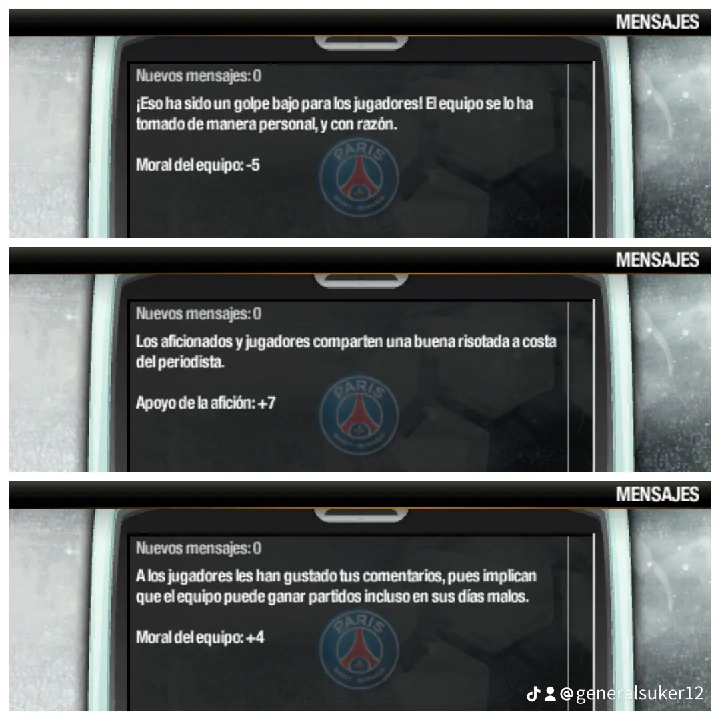 MENSAJES
Nuevos mensajes: 0
¡Eso ha sido un golpe bajo para los jugadores! El equipo se lo ha
tomado de manera personal, y con razón.
Moral del equipo: -5
PARIS
MENSAJES
Nuevos mensajes: 0
Los aficionados y jugadores comparten una buena risotada a costa
del periodista.
Apoyo de la afición: +7
PARIS
MENSAJES
Nuevos mensajes: 0
A los jugadores les han gustado tus comentarios, pues implican
que el equipo puede ganar partidos incluso en sus días malos.
Moral del equipo: +4
PARIS
@generalsuker12